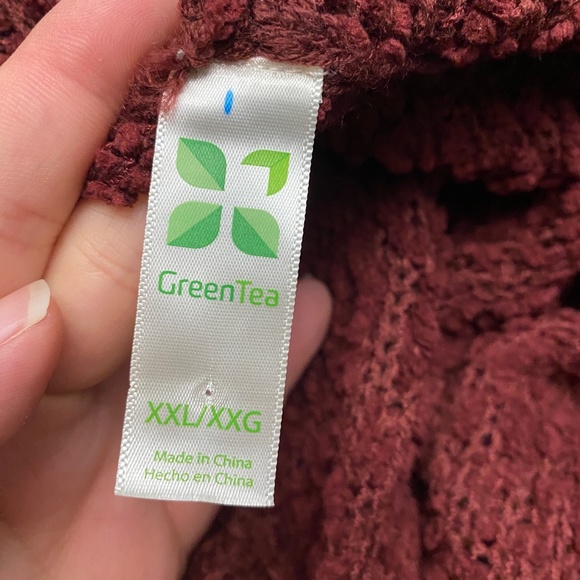 GreenTea
XXL/XXG
Made in China
Hecho en China